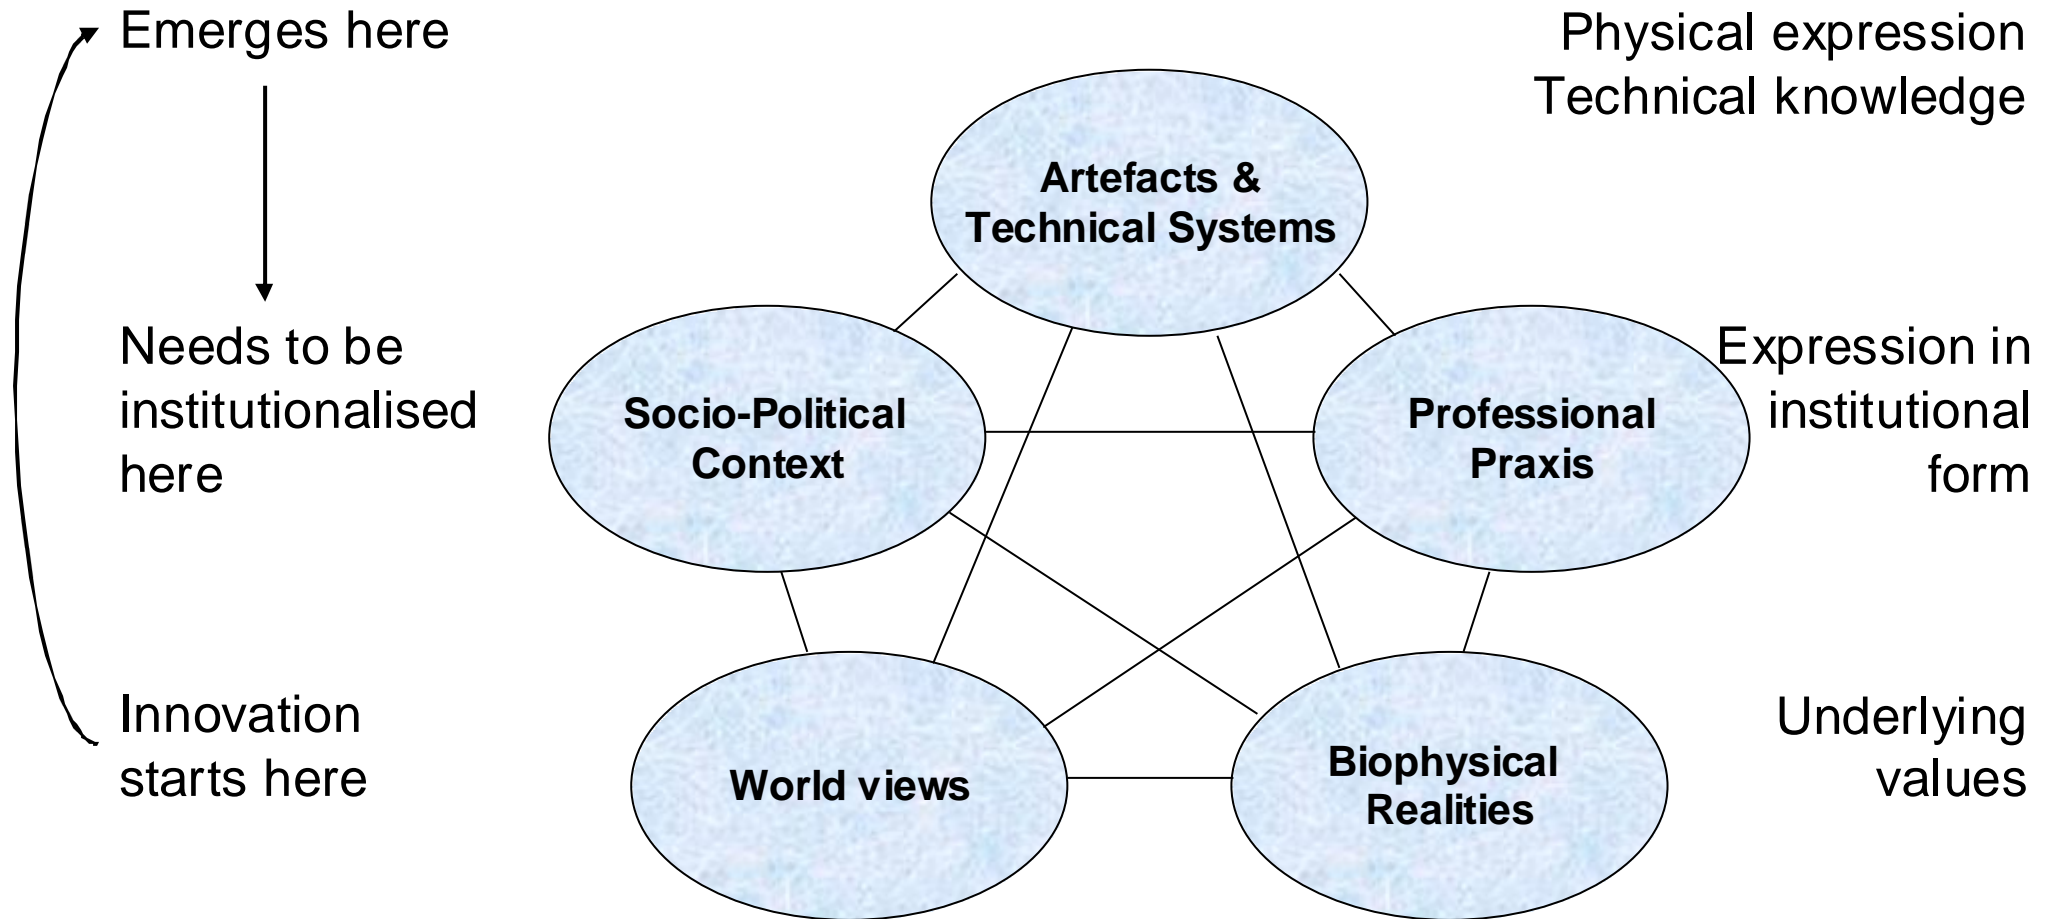 Emerges here
Physical expression
Technical knowledge
Artefacts &
Technical Systems
Needs to be
institutionalised
here
Socio-Political
Context
Professional
Praxis
Expression in
institutional
form
Innovation
starts here
World views
Biophysical
Realities
Underlying
values